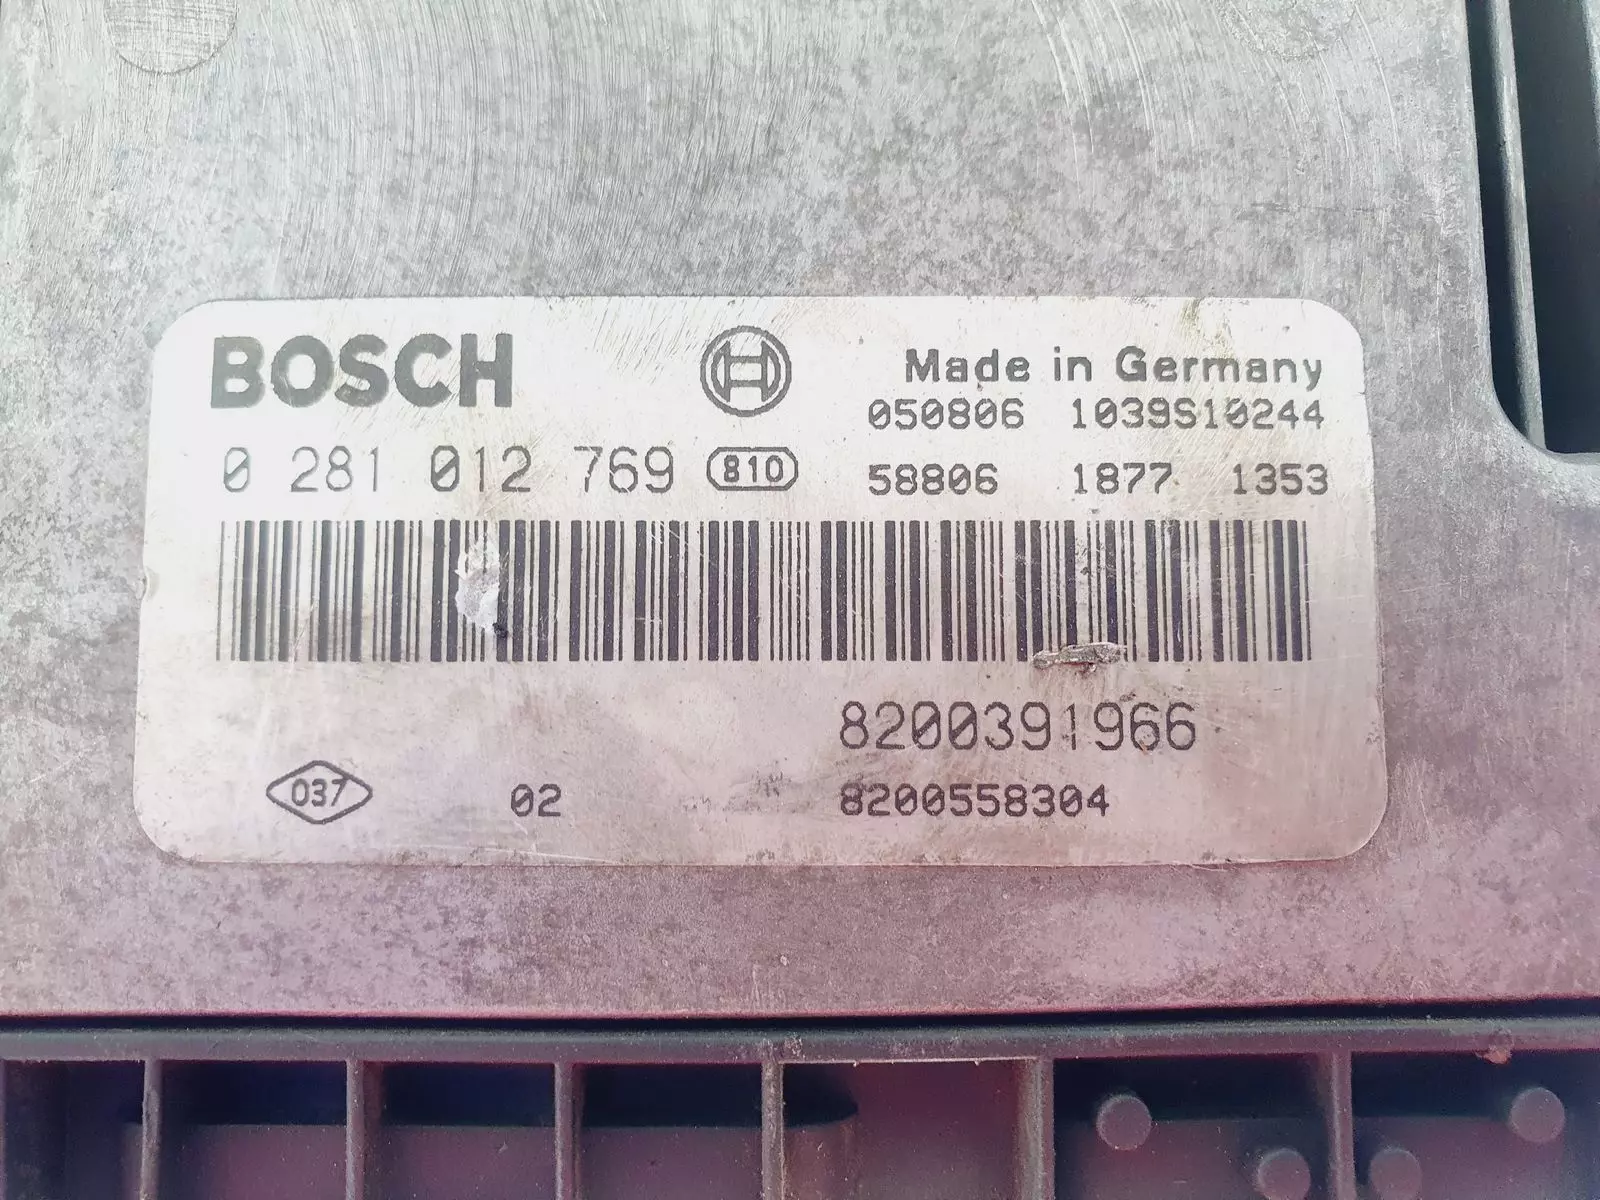 BOSCH
Made in Germany
050806 1039S10244
0 281 012 769 810
58806 1877 1353
8200391966
037 02 8200558304